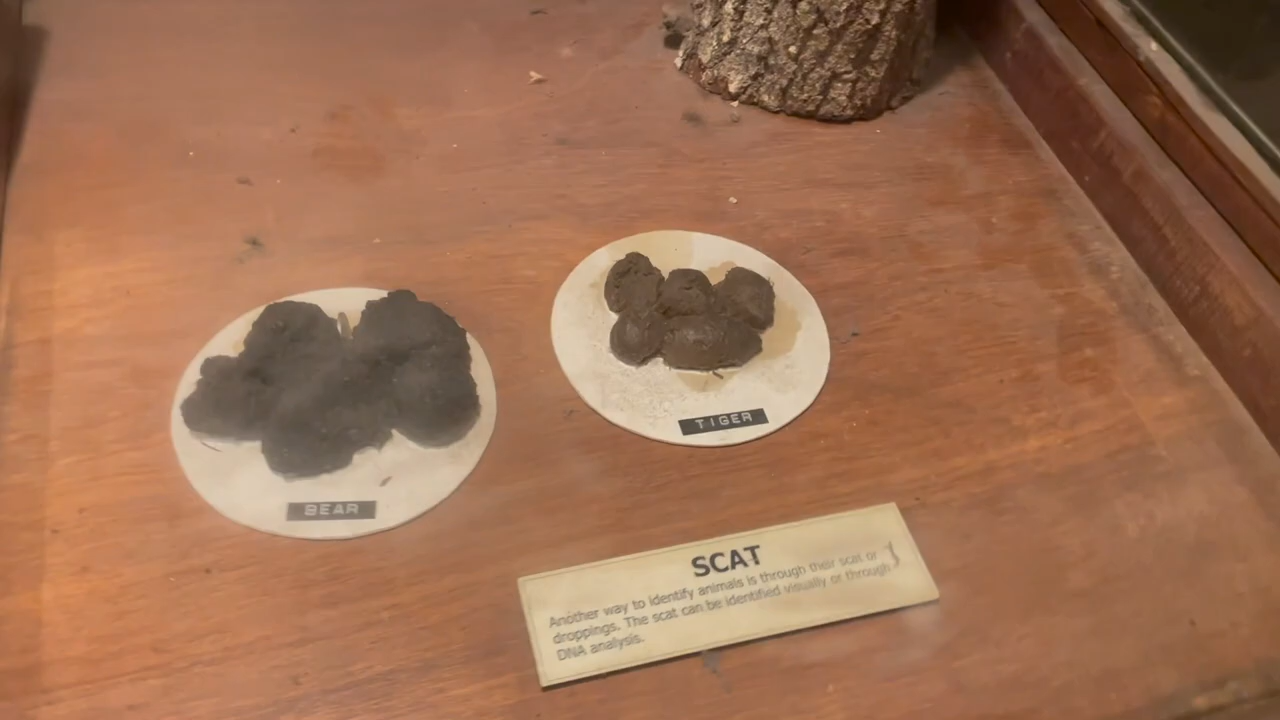 TIGER
BEAR
SCAT
Another way to identify animals is through their scat or
droppings. The scat can be identified visually or through
DNA analysis.